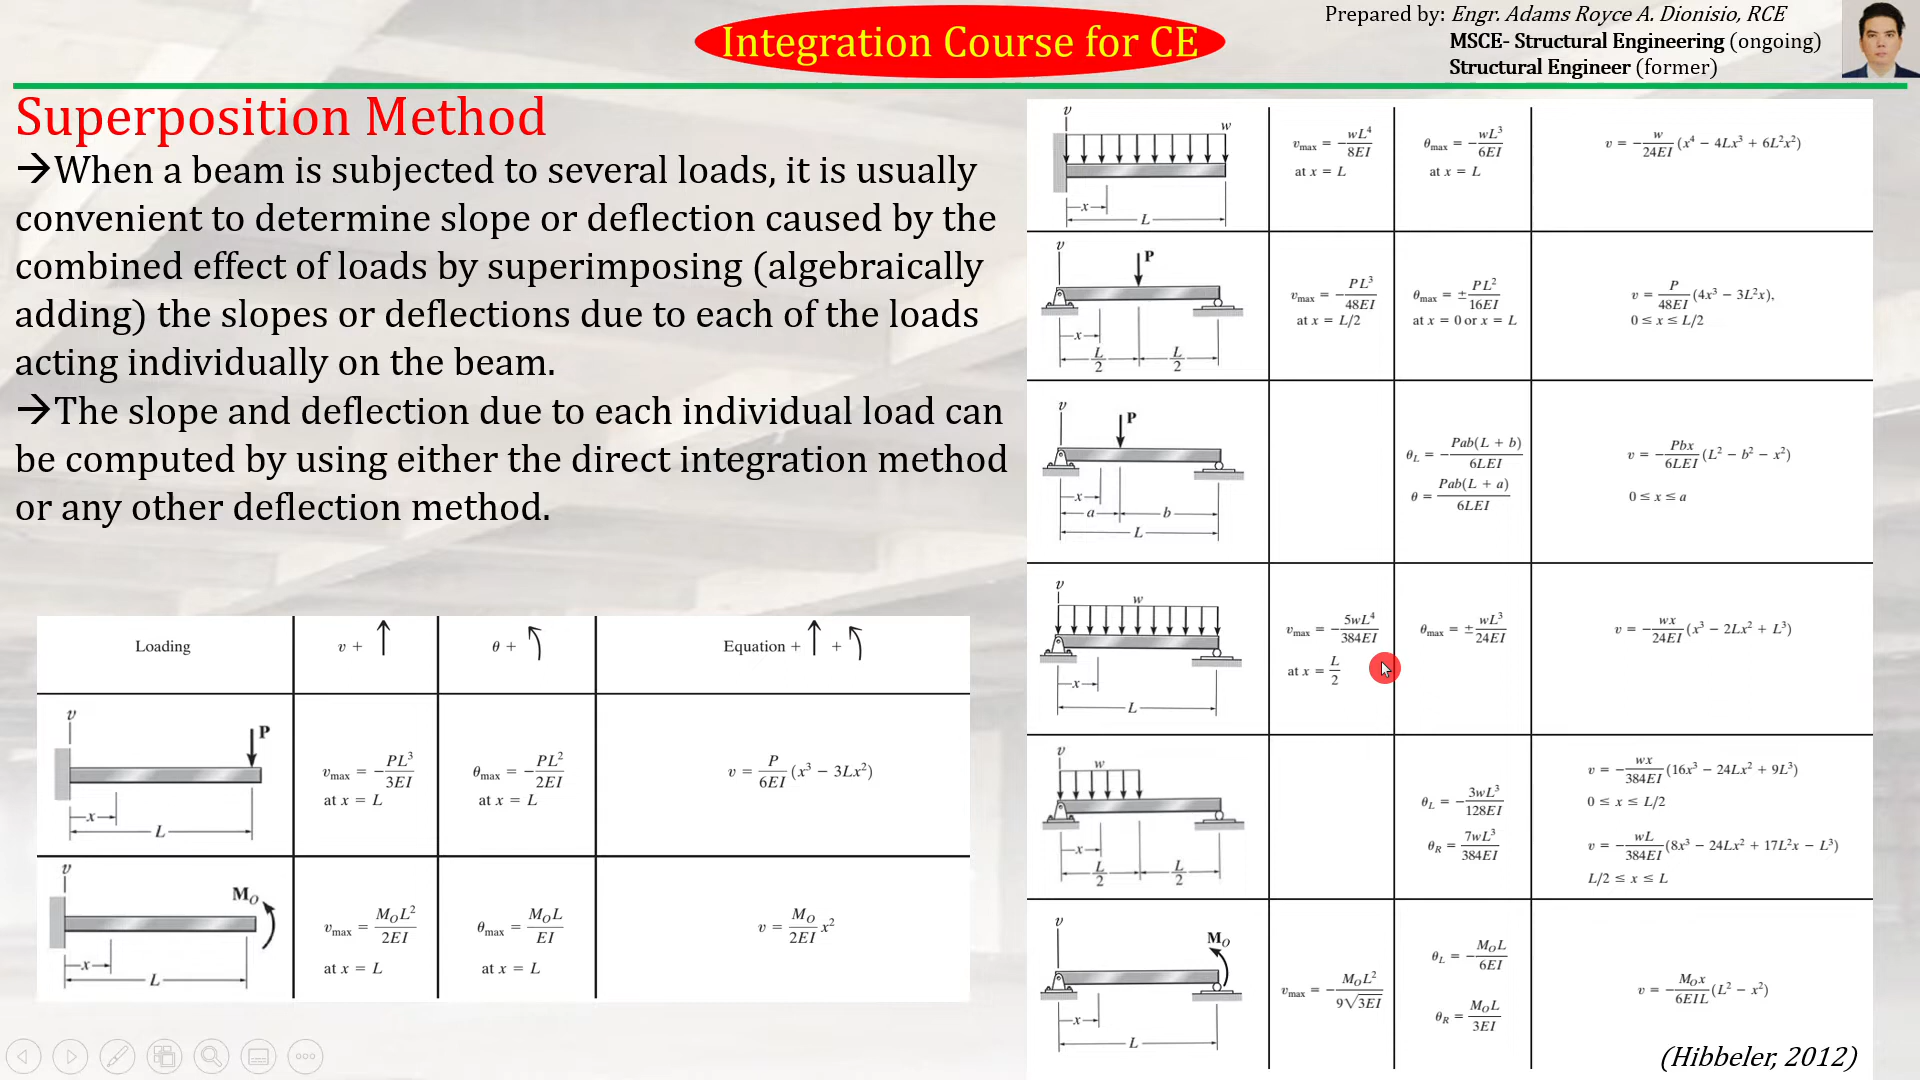 Integration Course for CE
Prepared by: Engr. Adams Royce A. Dionisio, RCE
MSCE- Structural Engineering (ongoing)
Structural Engineer (former)
Superposition Method
→When a beam is subjected to several loads, it is usually
convenient to determine slope or deflection caused by the
combined effect of loads by superimposing (algebraically
adding) the slopes or deflections due to each of the loads
acting individually on the beam.
→The slope and deflection due to each individual load can
be computed by using either the direct integration method
or any other deflection method.
Loading v + ↑ θ + ↶ Equation + ↑ + ↶
v P x L
v_max = −PL³/3EI
at x = L
θ_max = −PL²/2EI
at x = L
v = P/6EI (x³ − 3Lx²)
v M_O x L
v_max = M_O L²/2EI
at x = L
θ_max = M_O L/EI
at x = L
v = M_O/2EI x²
v w x L
v_max = −wL⁴/8EI
at x = L
θ_max = −wL³/6EI
at x = L
v = −w/24EI (x⁴ − 4Lx³ + 6L²x²)
v P x L/2 L/2
v_max = −PL³/48EI
at x = L/2
θ_max = ±PL²/16EI
at x = 0 or x = L
v = P/48EI (4x³ − 3L²x),
0 ≤ x ≤ L/2
v P x a b L
θ_L = −Pab(L + b)/6LEI
θ = Pab(L + a)/6LEI
v = −Pbx/6LEI (L² − b² − x²)
0 ≤ x ≤ a
v w x L
v_max = −5wL⁴/384EI
at x = L/2
θ_max = ±wL³/24EI
v = −wx/24EI (x³ − 2Lx² + L³)
v w x L/2 L/2
θ_L = −3wL³/128EI
θ_R = 7wL³/384EI
v = −wx/384EI (16x³ − 24Lx² + 9L³)
0 ≤ x ≤ L/2
v = −wL/384EI (8x³ − 24Lx² + 17L²x − L³)
L/2 ≤ x ≤ L
v M_O x L
v_max = −M_O L²/9√3EI
θ_L = −M_O L/6EI
θ_R = M_O L/3EI
v = −M_O x/6EIL (L² − x²)
(Hibbeler, 2012)